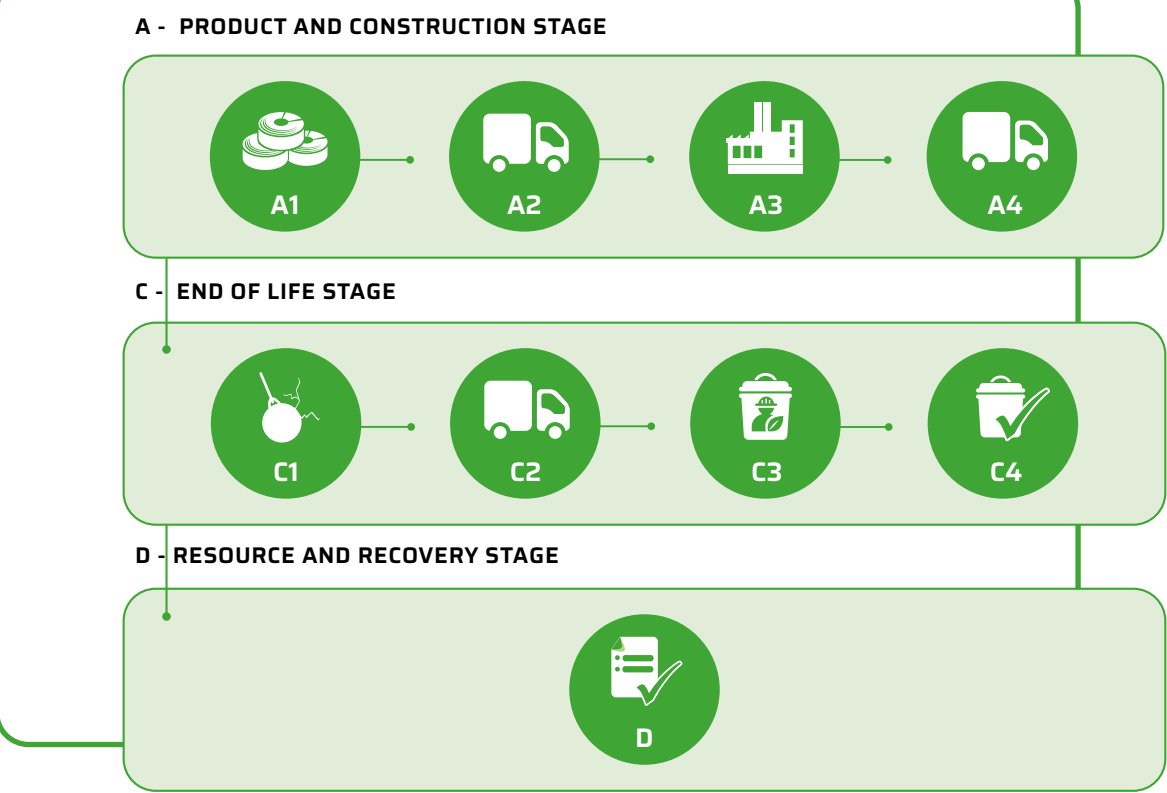 A - PRODUCT AND CONSTRUCTION STAGE
A1
A2
A3
A4
C - END OF LIFE STAGE
C1
C2
C3
C4
D - RESOURCE AND RECOVERY STAGE
D